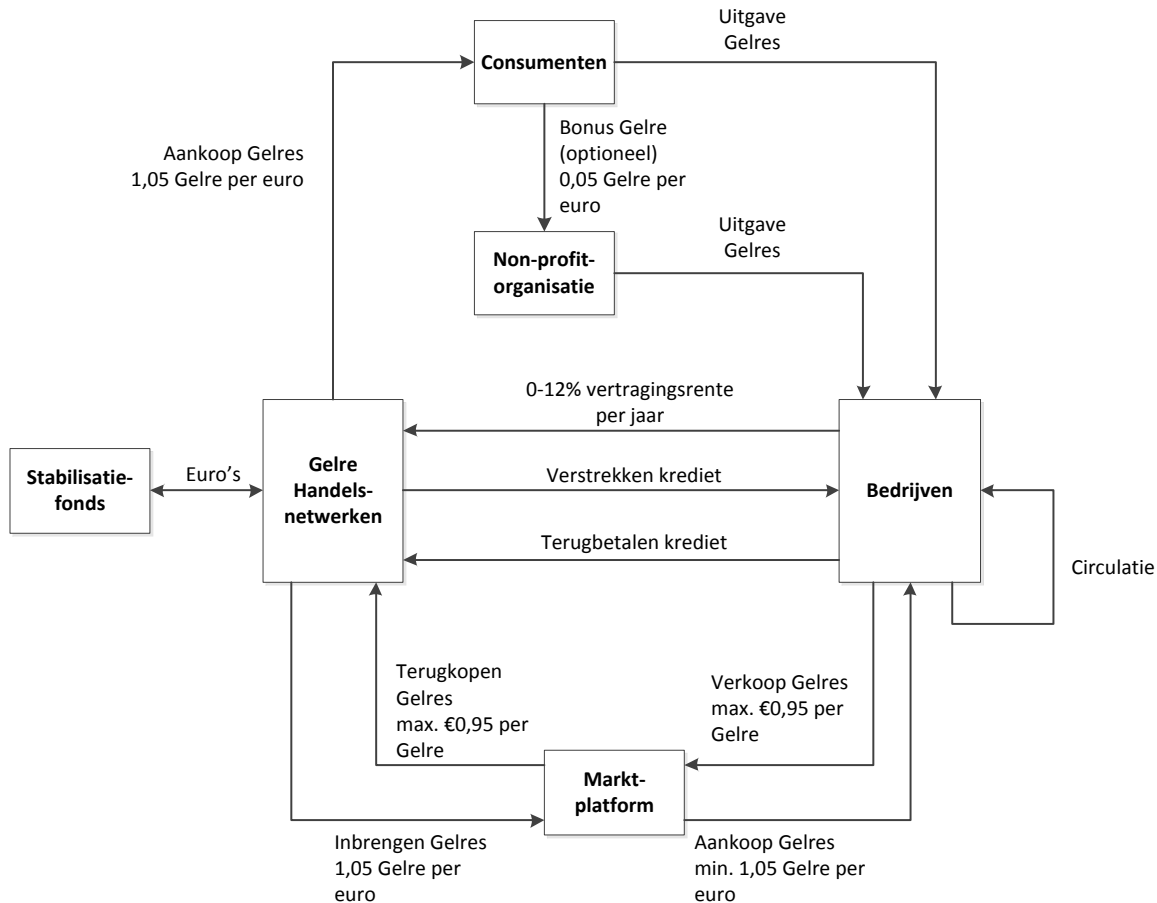 Uitgave
Gelres
Consumenten
Aankoop Gelres
1,05 Gelre per euro
Bonus Gelre
(optioneel)
0,05 Gelre per
euro
Uitgave
Gelres
Non-profit-
organisatie
0-12% vertragingsrente
per jaar
Stabilisatie-
fonds
Euro’s
Gelre
Handels-
netwerken
Verstrekken krediet
Bedrijven
Terugbetalen krediet
Circulatie
Terugkopen
Gelres
max. €0,95 per
Gelre
Verkoop Gelres
max. €0,95 per
Gelre
Markt-
platform
Inbrengen Gelres
1,05 Gelre per
euro
Aankoop Gelres
min. 1,05 Gelre per
euro